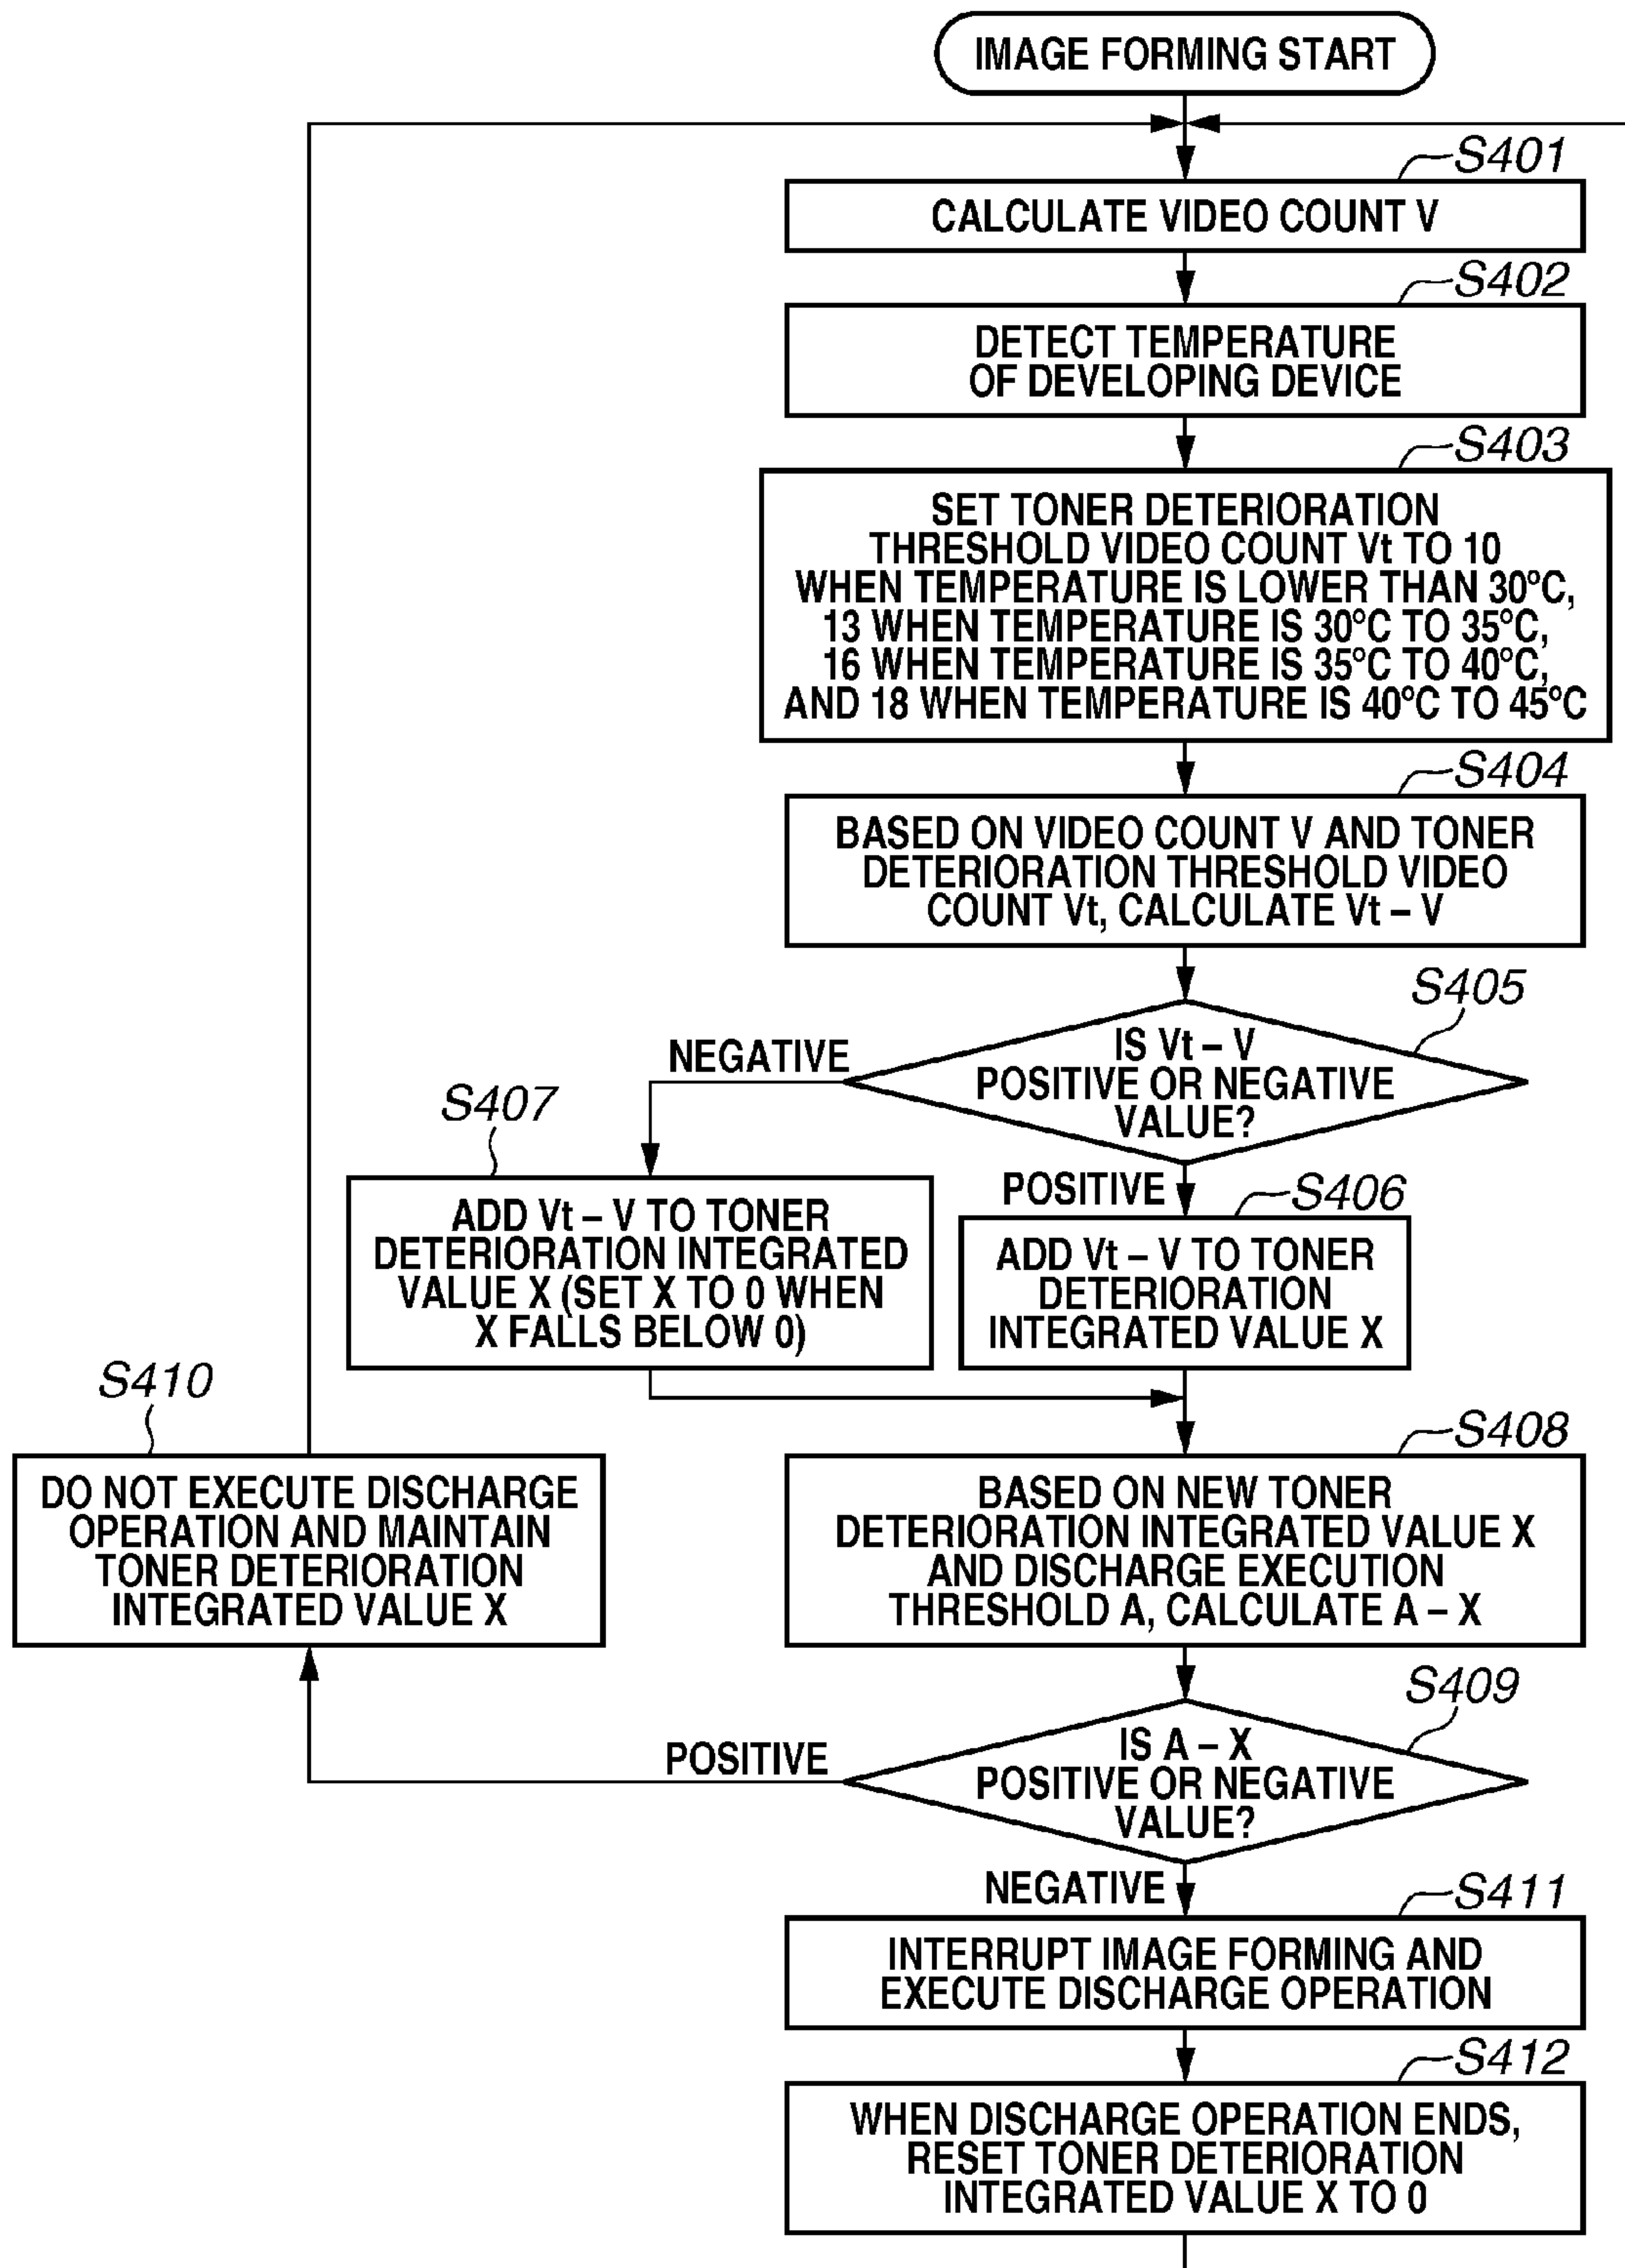 IMAGE FORMING START
S401
CALCULATE VIDEO COUNT V
S402
DETECT TEMPERATURE
OF DEVELOPING DEVICE
S403
SET TONER DETERIORATION
THRESHOLD VIDEO COUNT Vt TO 10
WHEN TEMPERATURE IS LOWER THAN 30ºC,
13 WHEN TEMPERATURE IS 30ºC TO 35ºC,
16 WHEN TEMPERATURE IS 35ºC TO 40ºC,
AND 18 WHEN TEMPERATURE IS 40ºC TO 45ºC
S404
BASED ON VIDEO COUNT V AND TONER
DETERIORATION THRESHOLD VIDEO
COUNT Vt, CALCULATE Vt – V
S405
IS Vt – V
POSITIVE OR NEGATIVE
VALUE?
NEGATIVE
S407
ADD Vt – V TO TONER
DETERIORATION INTEGRATED
VALUE X (SET X TO 0 WHEN
X FALLS BELOW 0)
POSITIVE
S406
ADD Vt – V TO TONER
DETERIORATION
INTEGRATED VALUE X
S410
DO NOT EXECUTE DISCHARGE
OPERATION AND MAINTAIN
TONER DETERIORATION
INTEGRATED VALUE X
S408
BASED ON NEW TONER
DETERIORATION INTEGRATED VALUE X
AND DISCHARGE EXECUTION
THRESHOLD A, CALCULATE A – X
S409
IS A – X
POSITIVE OR NEGATIVE
VALUE?
POSITIVE
NEGATIVE
S411
INTERRUPT IMAGE FORMING AND
EXECUTE DISCHARGE OPERATION
S412
WHEN DISCHARGE OPERATION ENDS,
RESET TONER DETERIORATION
INTEGRATED VALUE X TO 0